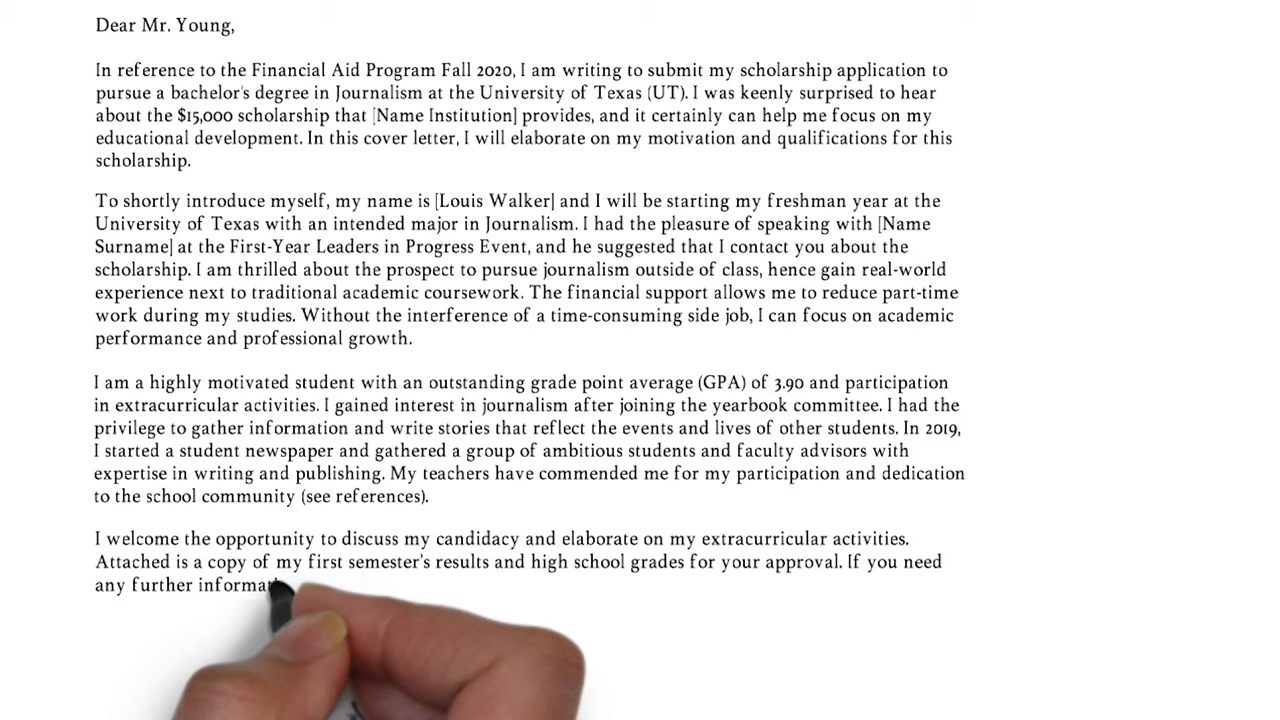 Dear Mr. Young,
In reference to the Financial Aid Program Fall 2020, I am writing to submit my scholarship application to
pursue a bachelor's degree in Journalism at the University of Texas (UT). I was keenly surprised to hear
about the $15,000 scholarship that [Name Institution] provides, and it certainly can help me focus on my
educational development. In this cover letter, I will elaborate on my motivation and qualifications for this
scholarship.
To shortly introduce myself, my name is [Louis Walker] and I will be starting my freshman year at the
University of Texas with an intended major in Journalism. I had the pleasure of speaking with [Name
Surname] at the First-Year Leaders in Progress Event, and he suggested that I contact you about the
scholarship. I am thrilled about the prospect to pursue journalism outside of class, hence gain real-world
experience next to traditional academic coursework. The financial support allows me to reduce part-time
work during my studies. Without the interference of a time-consuming side job, I can focus on academic
performance and professional growth.
I am a highly motivated student with an outstanding grade point average (GPA) of 3.90 and participation
in extracurricular activities. I gained interest in journalism after joining the yearbook committee. I had the
privilege to gather information and write stories that reflect the events and lives of other students. In 2019,
I started a student newspaper and gathered a group of ambitious students and faculty advisors with
expertise in writing and publishing. My teachers have commended me for my participation and dedication
to the school community (see references).
I welcome the opportunity to discuss my candidacy and elaborate on my extracurricular activities.
Attached is a copy of my first semester's results and high school grades for your approval. If you need
any further informat